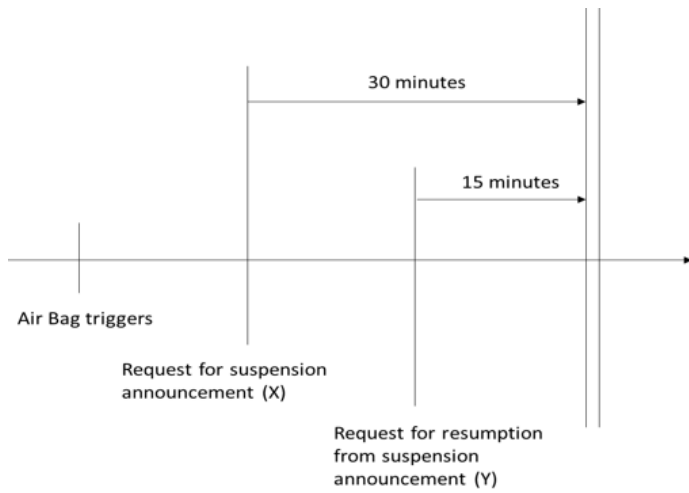 30 minutes
15 minutes
Air Bag triggers
Request for suspension
announcement (X)
Request for resumption
from suspension
announcement (Y)